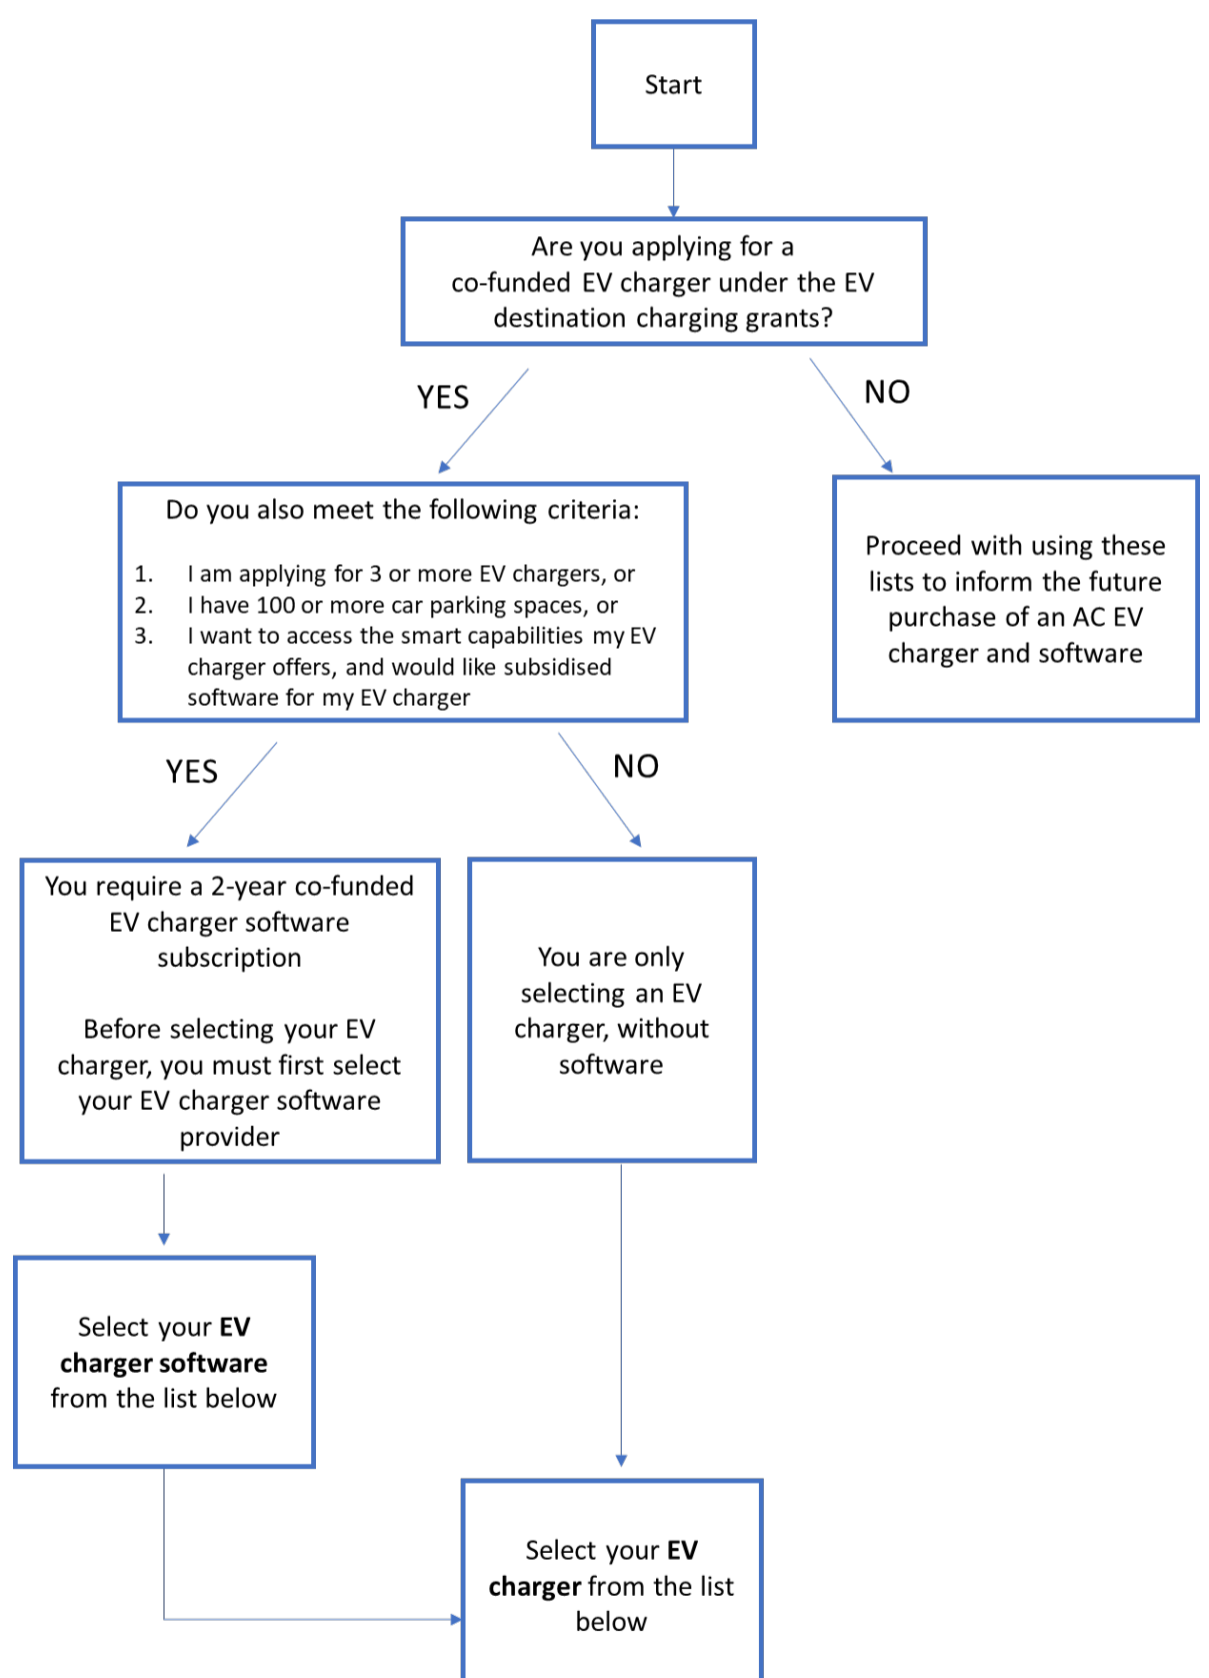 Start
Are you applying for a
co-funded EV charger under the EV
destination charging grants?
YES
NO
Do you also meet the following criteria:
1. I am applying for 3 or more EV chargers, or
2. I have 100 or more car parking spaces, or
3. I want to access the smart capabilities my EV
charger offers, and would like subsidised
software for my EV charger
Proceed with using these
lists to inform the future
purchase of an AC EV
charger and software
YES
NO
You require a 2-year co-funded
EV charger software
subscription
Before selecting your EV
charger, you must first select
your EV charger software
provider
You are only
selecting an EV
charger, without
software
Select your EV
charger software
from the list below
Select your EV
charger from the list
below